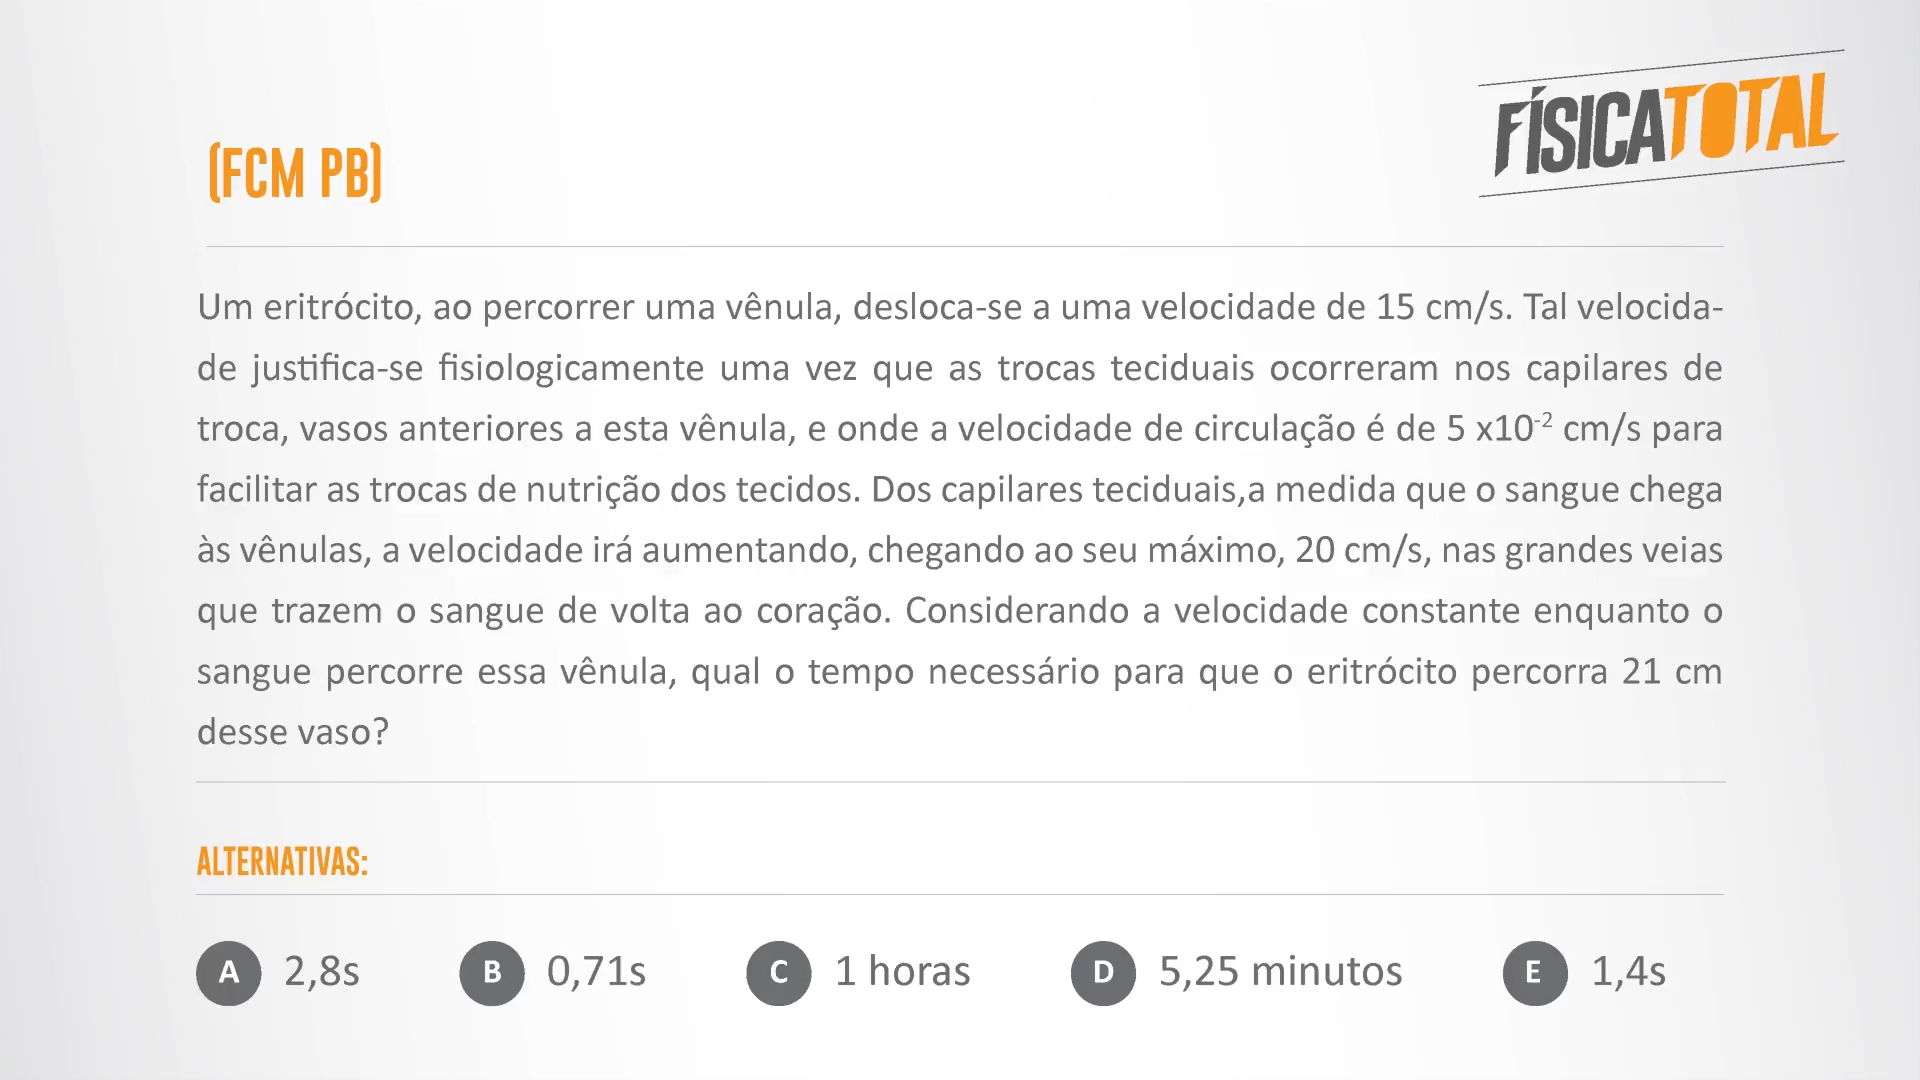 FÍSICATOTAL
(FCM PB)
Um eritrócito, ao percorrer uma vênula, desloca-se a uma velocidade de 15 cm/s. Tal velocida-
de justifica-se fisiologicamente uma vez que as trocas teciduais ocorreram nos capilares de
troca, vasos anteriores a esta vênula, e onde a velocidade de circulação é de 5 x10⁻² cm/s para
facilitar as trocas de nutrição dos tecidos. Dos capilares teciduais,a medida que o sangue chega
às vênulas, a velocidade irá aumentando, chegando ao seu máximo, 20 cm/s, nas grandes veias
que trazem o sangue de volta ao coração. Considerando a velocidade constante enquanto o
sangue percorre essa vênula, qual o tempo necessário para que o eritrócito percorra 21 cm
desse vaso?
ALTERNATIVAS:
A 2,8s B 0,71s C 1 horas D 5,25 minutos E 1,4s